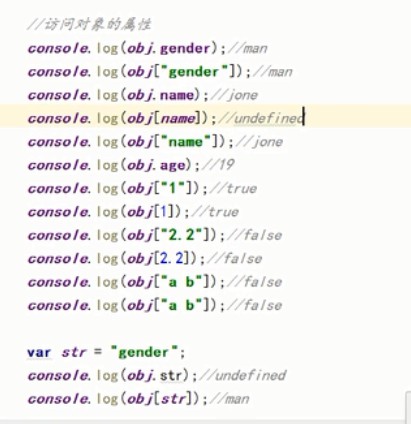 //访问对象的属性
console.log(obj.gender);//man
console.log(obj["gender"]);//man
console.log(obj.name);//jone
console.log(obj[name]);//undefined
console.log(obj["name"]);//jone
console.log(obj.age);//19
console.log(obj["1"]);//true
console.log(obj[1]);//true
console.log(obj["2.2"]);//false
console.log(obj[2.2]);//false
console.log(obj["a b"]);//false
console.log(obj["a b"]);//false
var str = "gender";
console.log(obj.str);//undefined
console.log(obj[str]);//man